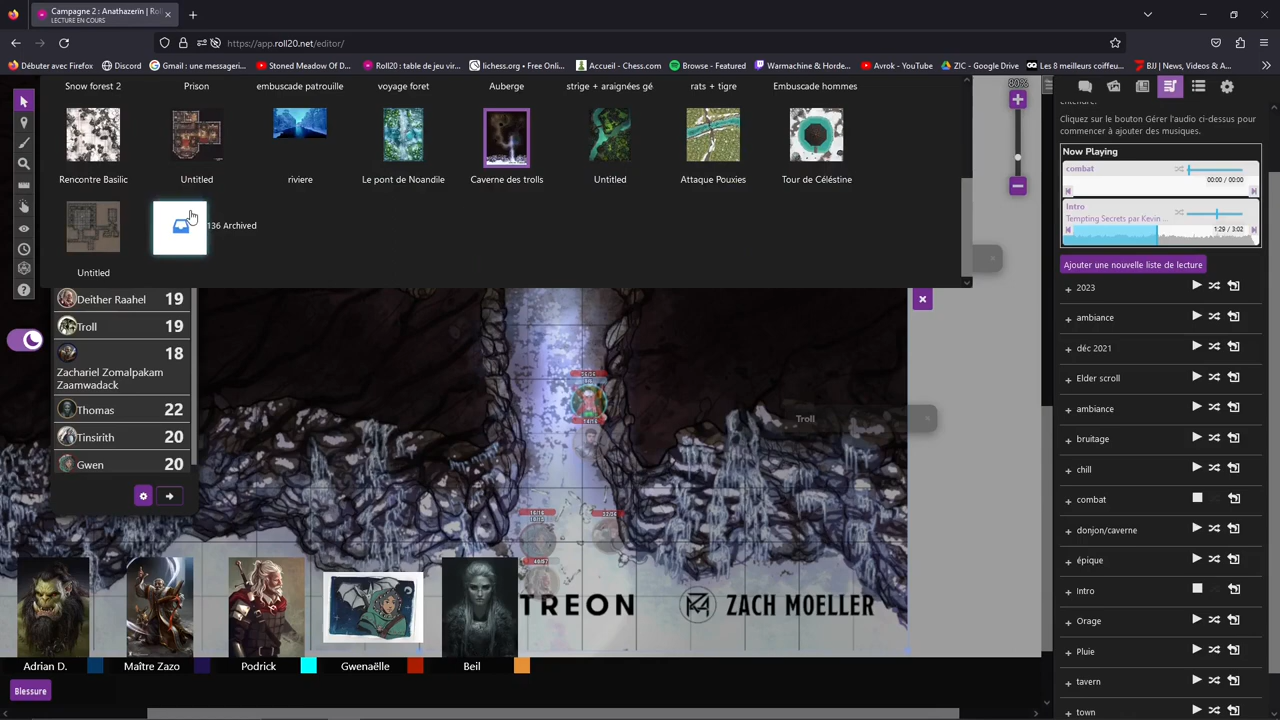 Campagne 2 : Anathazerïn | Roll
LECTURE EN COURS
https://app.roll20.net/editor/
Débuter avec Firefox
Discord
Gmail : une messageri...
Stoned Meadow Of D...
Roll20 : table de jeu vir...
lichess.org • Free Onli...
Accueil - Chess.com
Browse - Featured
Warmachine & Horde...
Avrok - YouTube
ZIC - Google Drive
Les 8 meilleurs coiffeur...
BJJ | News, Videos & A...
Snow forest 2
Prison
embuscade patrouille
voyage foret
Auberge
strige + araignées gé
rats + tigre
Embuscade hommes
Rencontre Basilic
Untitled
riviere
Le pont de Noandile
Caverne des trolls
Untitled
Attaque Pouxies
Tour de Célestine
Untitled
136 Archived
80%
Cliquez sur le bouton Gérer l'audio ci-dessus pour
commencer à ajouter des musiques.
Now Playing
combat
00:00 / 00:00
Intro
Tempting Secrets par Kevin ...
1:29 / 3:02
Ajouter une nouvelle liste de lecture
2023
ambiance
déc 2021
Elder scroll
ambiance
bruitage
chill
combat
donjon/caverne
épique
Intro
Orage
Pluie
tavern
town
Deither Raahel 19
Troll 19
18
Zachariel Zomalpakam
Zaamwadack
Thomas 22
Tinsirith 20
Gwen 20
Troll
TREON
ZACH MOELLER
Adrian D.
Maître Zazo
Podrick
Gwenaëlle
Beil
Blessure